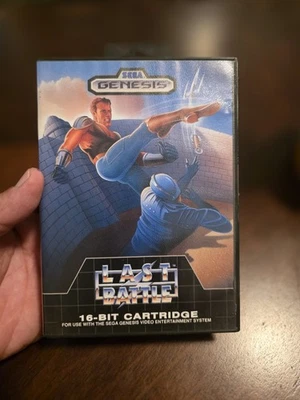 SEGA
GENESIS
LAST
BATTLE
16-BIT CARTRIDGE
FOR USE WITH THE SEGA GENESIS VIDEO ENTERTAINMENT SYSTEM